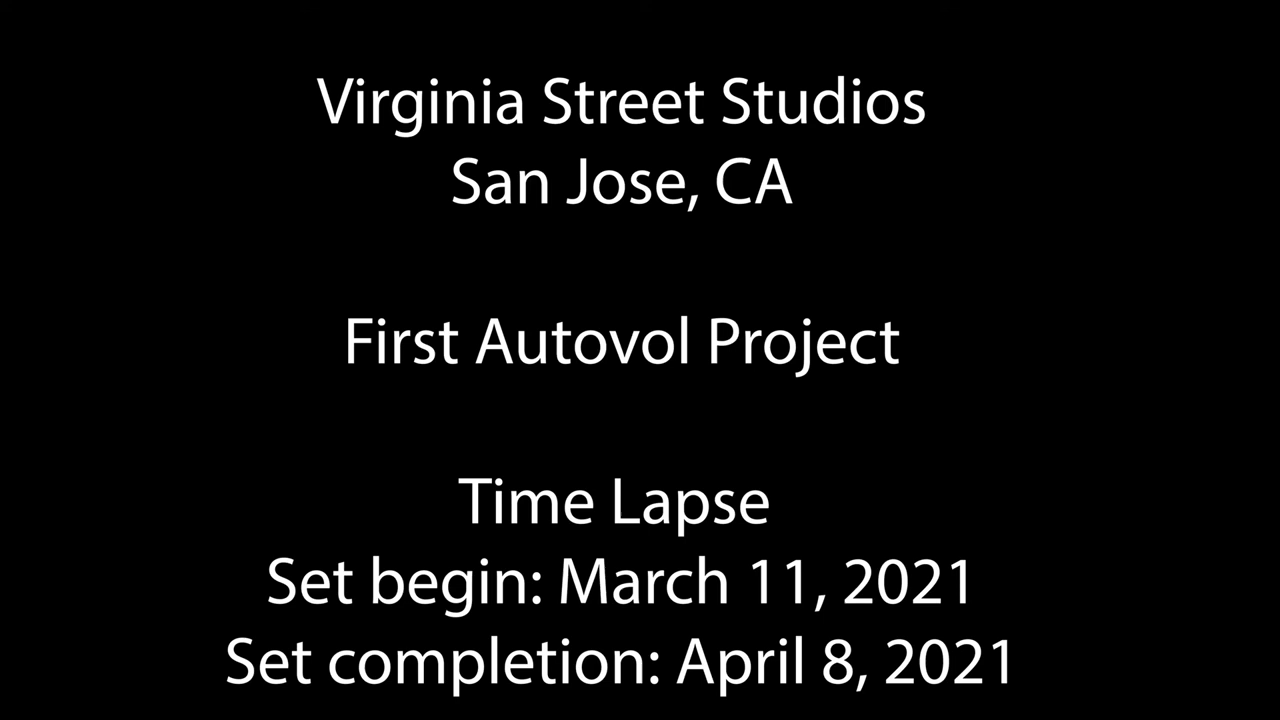 Virginia Street Studios
San Jose, CA
First Autovol Project
Time Lapse
Set begin: March 11, 2021
Set completion: April 8, 2021